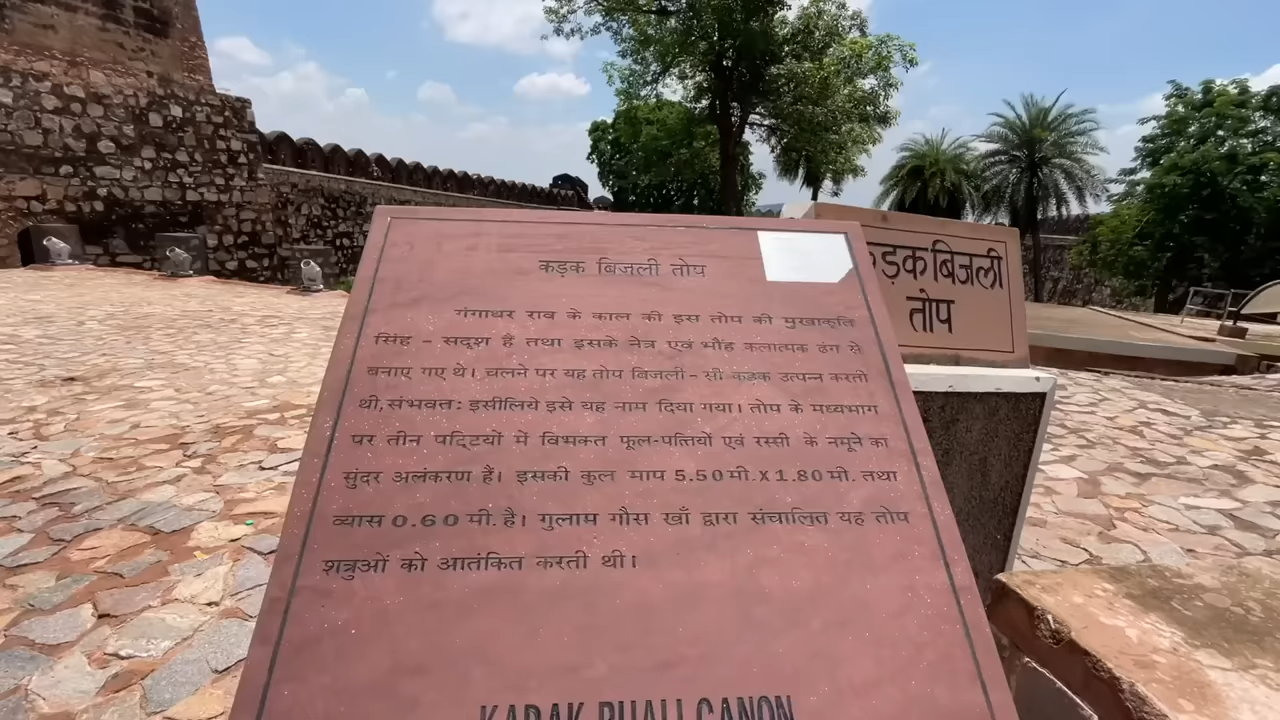 कड़क बिजली तोप
गंगाधर राव के काल की इस तोप की मुखाकृति
सिंह - सदृश है तथा इसके नेत्र एवं भौंह कलात्मक ढंग से
बनाए गए थे। चलने पर यह तोप बिजली - सी कड़क उत्पन्न करती
थी, संभवत: इसीलिये इसे यह नाम दिया गया। तोप के मध्यभाग
पर तीन पट्टियों में विभक्त फूल-पत्तियों एवं रस्सी के नमूने का
सुंदर अलंकरण हैं। इसकी कुल माप 5.50 मी. X 1.80 मी. तथा
व्यास 0.60 मी. है। गुलाम गौस खाँ द्वारा संचालित यह तोप
शत्रुओं को आतंकित करती थी।
KADAK BIJALI CANON
कड़क बिजली
तोप